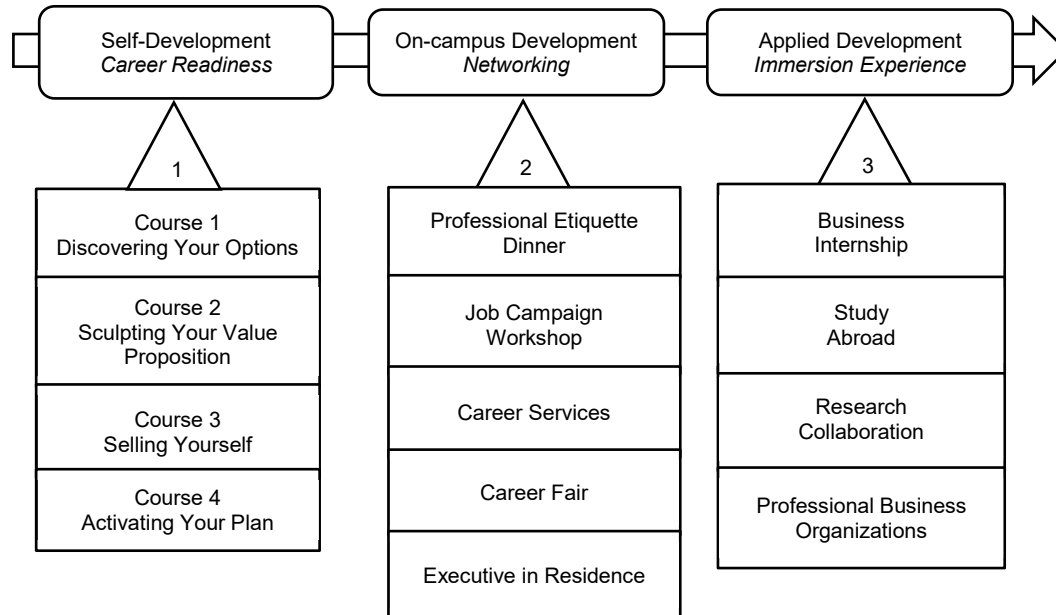 Self-Development
Career Readiness
On-campus Development
Networking
Applied Development
Immersion Experience
1
Course 1
Discovering Your Options
Course 2
Sculpting Your Value
Proposition
Course 3
Selling Yourself
Course 4
Activating Your Plan
2
Professional Etiquette
Dinner
Job Campaign
Workshop
Career Services
Career Fair
Executive in Residence
3
Business
Internship
Study
Abroad
Research
Collaboration
Professional Business
Organizations